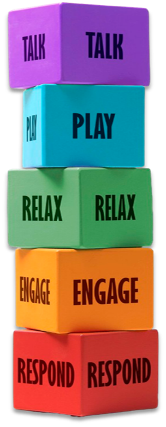 TALK TALK
PLAY PLAY
RELAX RELAX
ENGAGE ENGAGE
RESPOND RESPOND